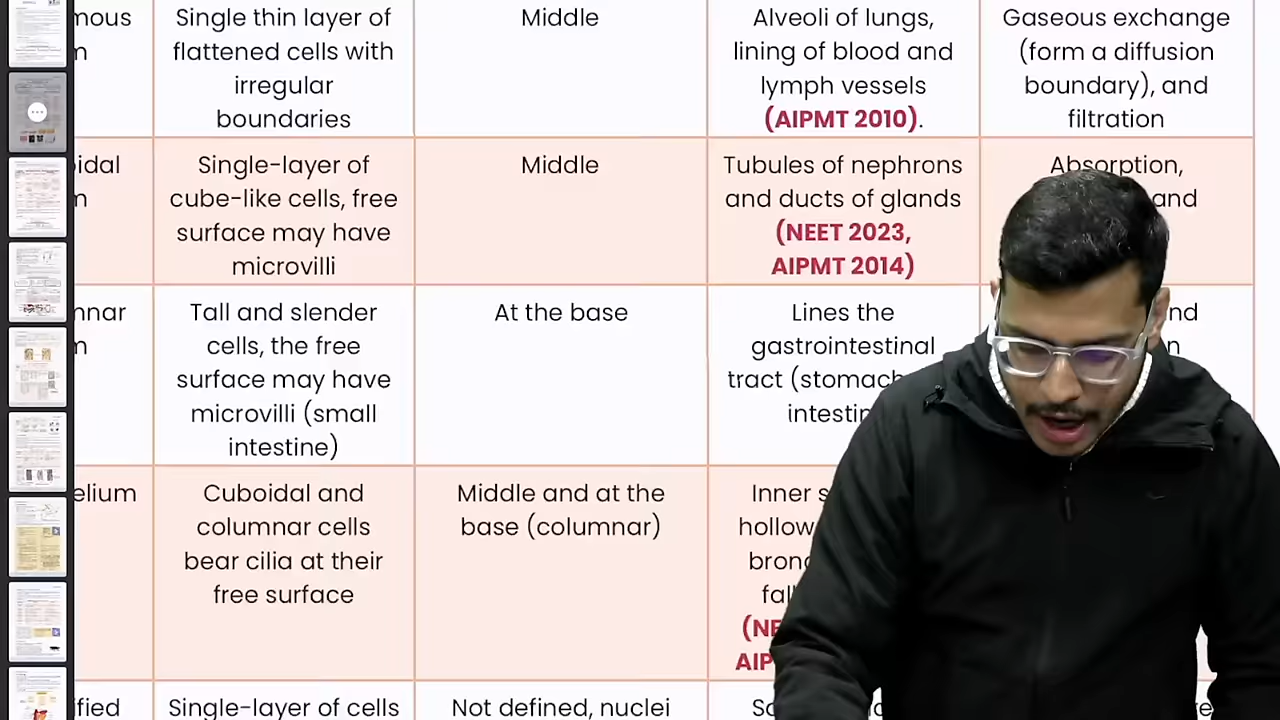 mous
Single thin layer of
flattened cells with
irregular
boundaries
Middle
Alveoli of lungs,
lining of blood and
lymph vessels
(AIPMT 2010).
Gaseous exchange
(form a diffusion
boundary), and
filtration
idal
Single-layer of
cube-like cells, free
surface may have
microvilli
Middle
Tubules of nephrons
and ducts of glands
(NEET 2023,
AIPMT 2014)
Absorption,
and
nnar
Tall and slender
cells, the free
surface may have
microvilli (small
intestine)
At the base
Lines the
gastrointestinal
tract (stomach
elium
Cuboidal and
columnar cells
bear cilia at their
free surface
Middle and at the
base (columnar)
Inner
hollow
fied
Single-layer of cells
Not defined, nuclei